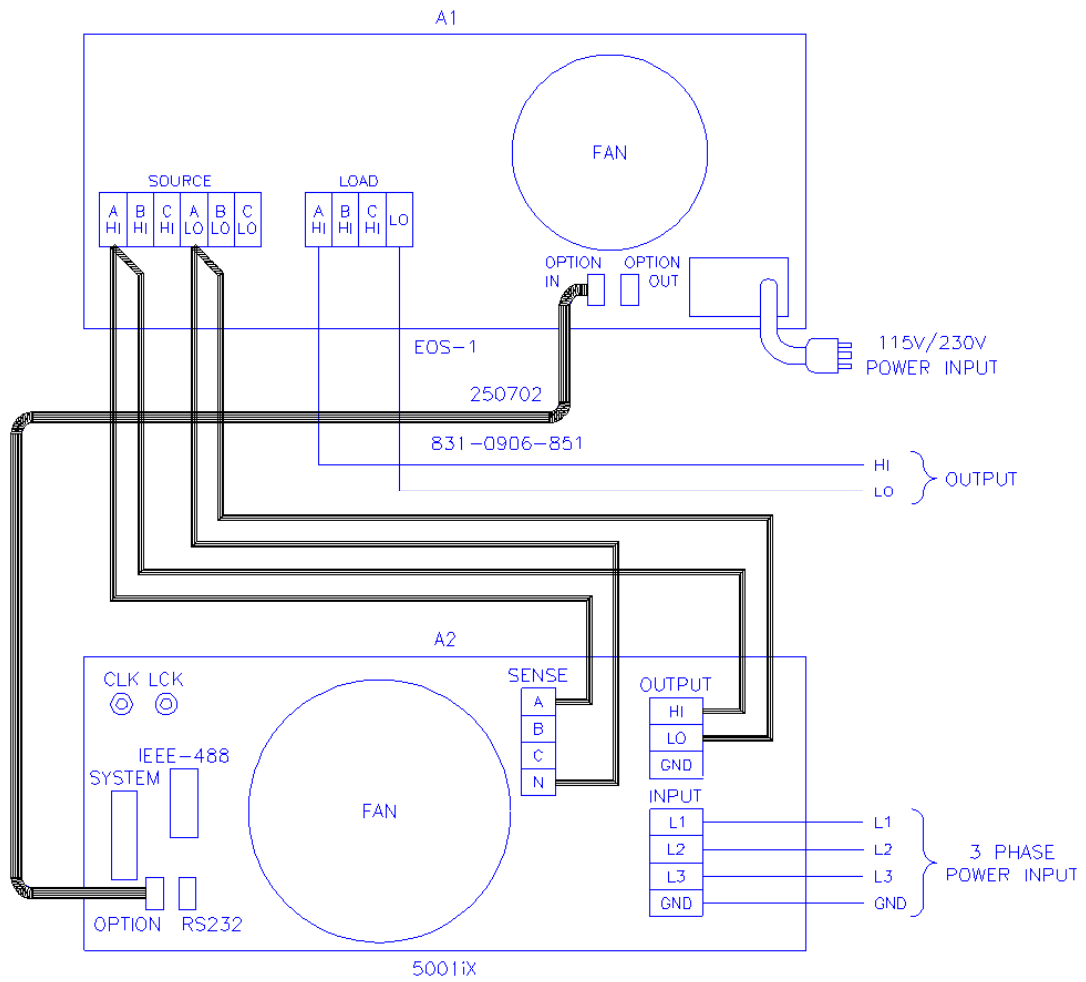 A1
FAN
SOURCE
LOAD
A HI
B HI
C HI
A LO
B LO
C LO
A HI
B HI
C HI
LO
OPTION IN
OPTION OUT
115V/230V
POWER INPUT
EOS-1
250702
831-0906-851
HI
LO
OUTPUT
A2
CLK LCK
SENSE
A
B
C
N
OUTPUT
HI
LO
GND
IEEE-488
SYSTEM
FAN
INPUT
L1
L2
L3
GND
L1
L2
L3
GND
3 PHASE
POWER INPUT
OPTION
RS232
5001iX